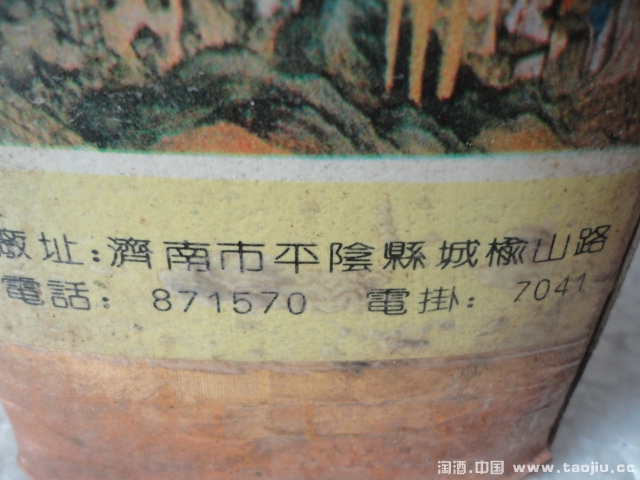 廠址:濟南市平陰縣城榆山路
電話: 871570 電掛: 7041
淘酒.中国 www.taojiu.cc